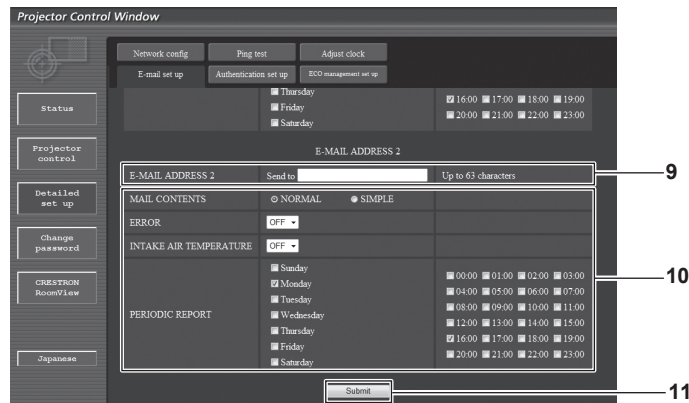 Projector Control Window
Network config Ping test Adjust clock
E-mail set up Authentication set up ECO management set up
Status
Projector control
Detailed set up
Change password
CRESTRON RoomView
Japanese
Thursday
Friday
Saturday
16:00 17:00 18:00 19:00
20:00 21:00 22:00 23:00
E-MAIL ADDRESS 2
E-MAIL ADDRESS 2 Send to Up to 63 characters
9
MAIL CONTENTS NORMAL SIMPLE
ERROR OFF
INTAKE AIR TEMPERATURE OFF
10
PERIODIC REPORT
Sunday
Monday
Tuesday
Wednesday
Thursday
Friday
Saturday
00:00 01:00 02:00 03:00
04:00 05:00 06:00 07:00
08:00 09:00 10:00 11:00
12:00 13:00 14:00 15:00
16:00 17:00 18:00 19:00
20:00 21:00 22:00 23:00
Submit
11